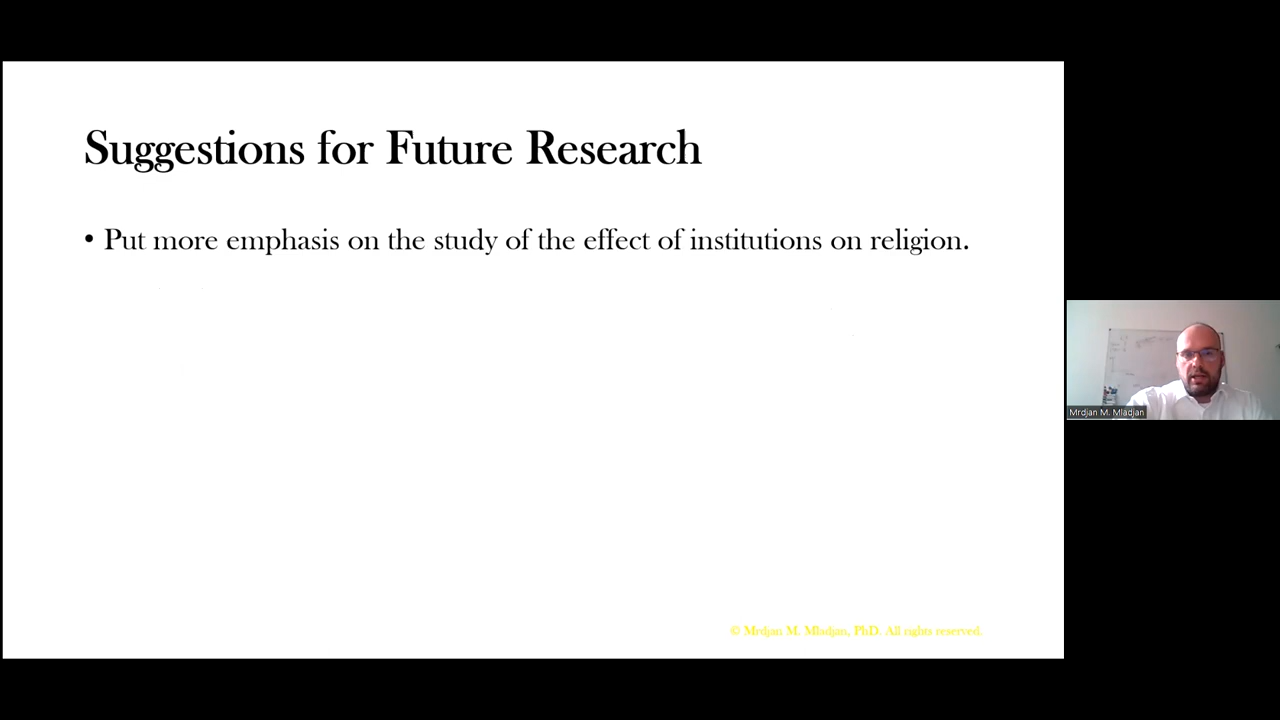 Suggestions for Future Research
• Put more emphasis on the study of the effect of institutions on religion.
Mrdjan M. Mladjan
© Mrdjan M. Mladjan, PhD. All rights reserved.